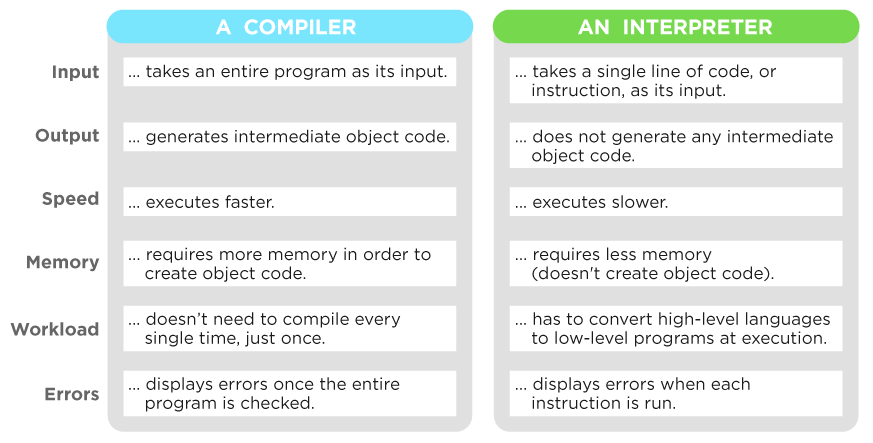 A COMPILER
AN INTERPRETER
Input
... takes an entire program as its input.
... takes a single line of code, or
instruction, as its input.
Output
... generates intermediate object code.
... does not generate any intermediate
object code.
Speed
... executes faster.
... executes slower.
Memory
... requires more memory in order to
create object code.
... requires less memory
(doesn't create object code).
Workload
... doesn’t need to compile every
single time, just once.
... has to convert high-level languages
to low-level programs at execution.
Errors
... displays errors once the entire
program is checked.
... displays errors when each
instruction is run.